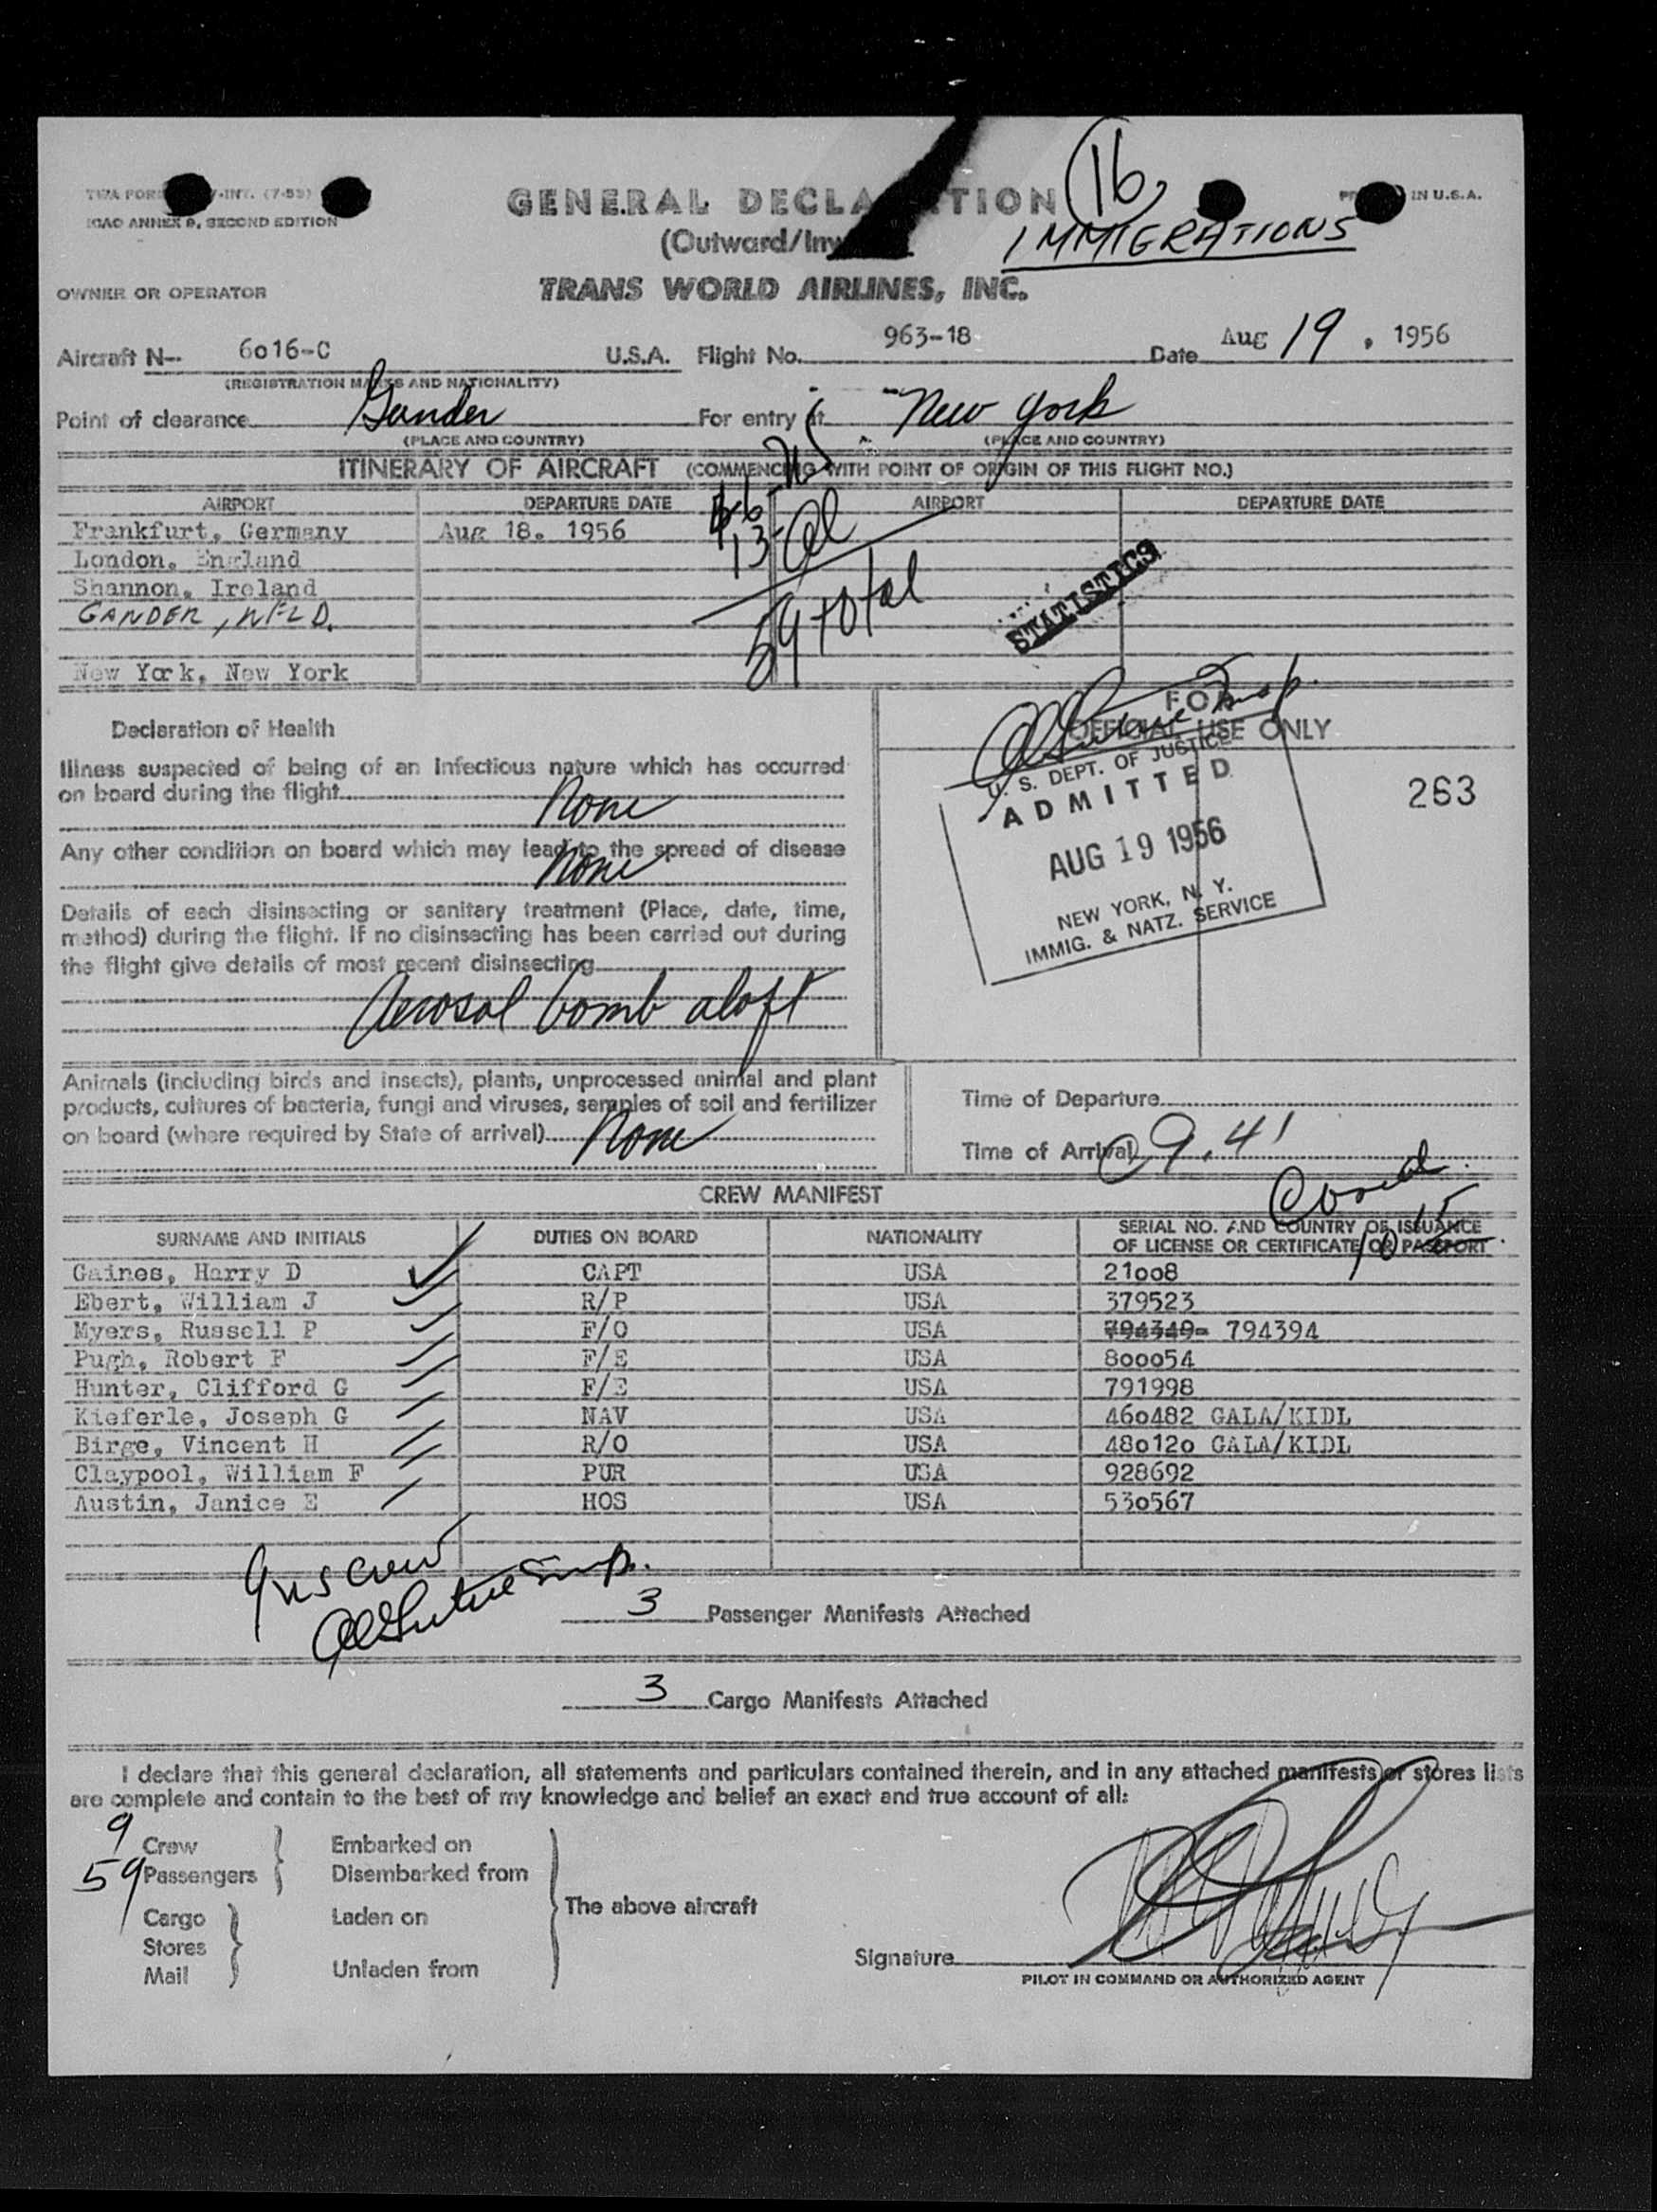 16
IMMIGRATIONS
IN U.S.A.
ICAO ANNEX 9, SECOND EDITION
GENERAL
(Outward/
OWNER OR OPERATOR
TRANS WORLD AIRLINES, INC.
Aircraft N-- 6016-C U.S.A. Flight No. 963-18 Date Aug 19, 1956
(REGISTRATION MARKS AND NATIONALITY)
Point of clearance Gander For entry at New York
(PLACE AND COUNTRY) (PLACE AND COUNTRY)
ITINERARY OF AIRCRAFT (COMMENCING WITH POINT OF ORIGIN OF THIS FLIGHT NO.)
AIRPORT DEPARTURE DATE AIRPORT DEPARTURE DATE
Frankfurt, Germany Aug 18. 1956
London, England
Shannon, Ireland
GANDER, NFLD.
New York, New York
13-Al
59 total
STATISTICS
FOR
OFFICIAL USE ONLY
U. S. DEPT. OF JUSTICE
ADMITTED
AUG 19 1956
NEW YORK, N. Y.
IMMIG. & NATZ. SERVICE
263
Declaration of Health
Illness suspected of being of an infectious nature which has occurred
on board during the flight None
Any other condition on board which may lead to the spread of disease
None
Details of each disinsecting or sanitary treatment (Place, date, time,
method) during the flight. If no disinsecting has been carried out during
the flight give details of most recent disinsecting
Aerosol bomb aloft
Animals (including birds and insects), plants, unprocessed animal and plant
products, cultures of bacteria, fungi and viruses, samples of soil and fertilizer
on board (where required by State of arrival) None
Time of Departure
Time of Arrival 09.41
CREW MANIFEST
SURNAME AND INITIALS DUTIES ON BOARD NATIONALITY SERIAL NO. AND COUNTRY OF ISSUANCE
OF LICENSE OR CERTIFICATE OR PASSPORT
Gaines, Harry D CAPT USA 21008
Ebert, William J R/P USA 379523
Myers, Russell P F/O USA 794349- 794394
Pugh, Robert F F/E USA 800054
Hunter, Clifford G F/E USA 791998
Kieferle, Joseph G NAV USA 460482 GALA/KIDL
Birge, Vincent H R/O USA 480120 GALA/KIDL
Claypool, William F PUR USA 928692
Austin, Janice E HOS USA 530567
9 us crew
3 Passenger Manifests Attached
3 Cargo Manifests Attached
I declare that this general declaration, all statements and particulars contained therein, and in any attached manifests or stores lists
are complete and contain to the best of my knowledge and belief an exact and true account of all:
9 Crew Embarked on
59 Passengers Disembarked from
The above aircraft
Cargo Laden on
Stores
Mail Unladen from
Signature
PILOT IN COMMAND OR AUTHORIZED AGENT